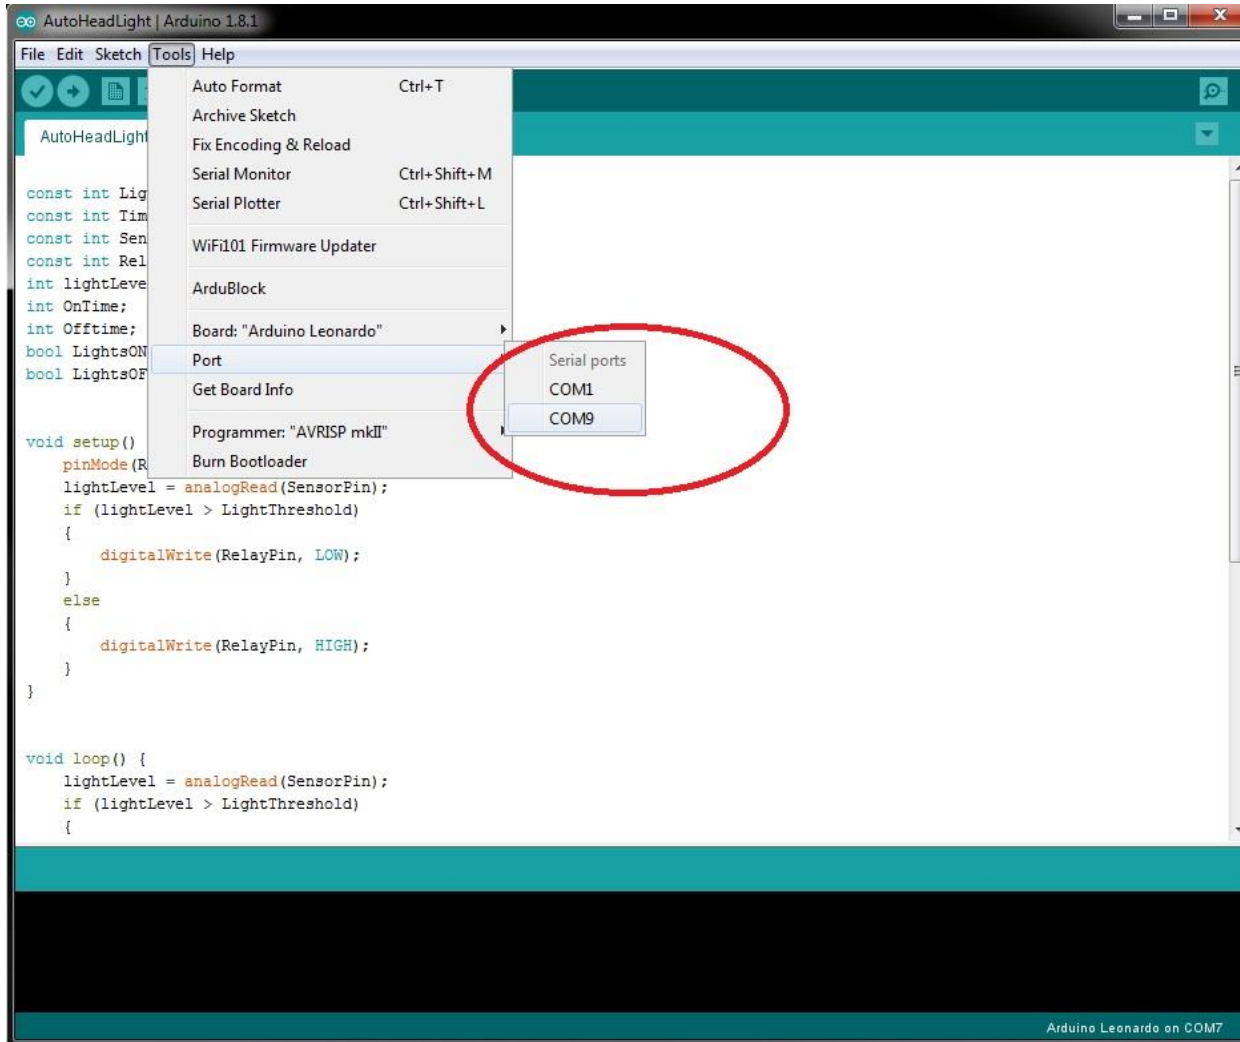 AutoHeadLight | Arduino 1.8.1
File Edit Sketch Tools Help
AutoHeadLight
Auto Format Ctrl+T
Archive Sketch
Fix Encoding & Reload
Serial Monitor Ctrl+Shift+M
Serial Plotter Ctrl+Shift+L
WiFi101 Firmware Updater
ArduBlock
Board: "Arduino Leonardo"
Port
Get Board Info
Programmer: "AVRISP mkII"
Burn Bootloader
Serial ports
COM1
COM9
const int Lig
const int Tim
const int Sen
const int Rel
int lightLeve
int OnTime;
int Offtime;
bool LightsON
bool LightsOF
void setup()
pinMode(R
lightLevel = analogRead(SensorPin);
if (lightLevel > LightThreshold)
{
digitalWrite(RelayPin, LOW);
}
else
{
digitalWrite(RelayPin, HIGH);
}
}
void loop() {
lightLevel = analogRead(SensorPin);
if (lightLevel > LightThreshold)
{
Arduino Leonardo on COM7